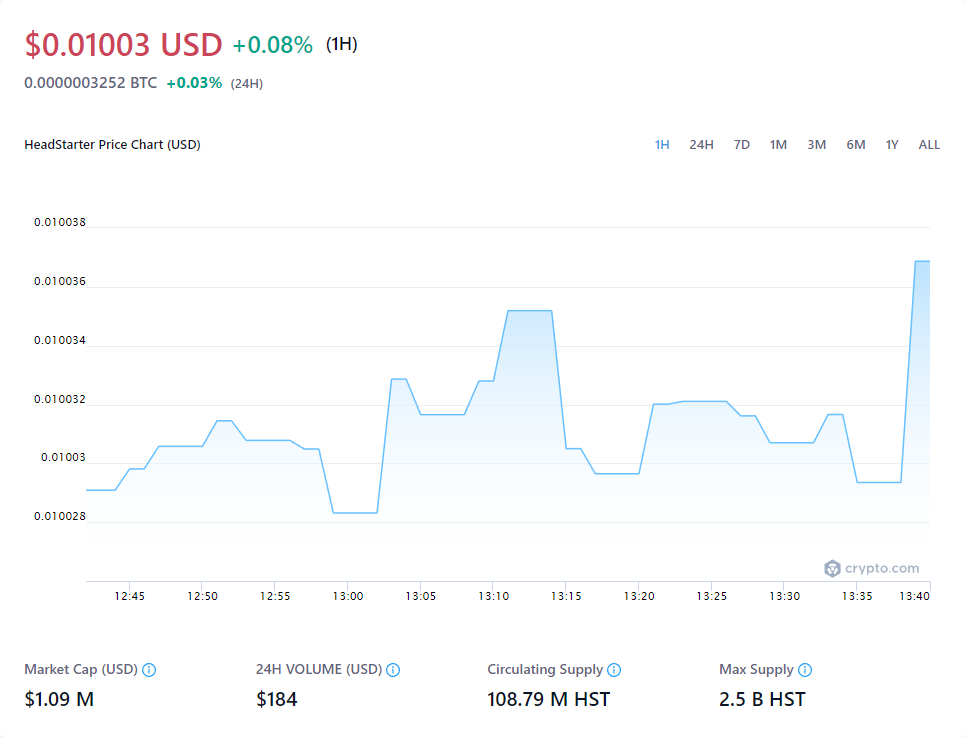 $0.01003 USD +0.08% (1H)
0.0000003252 BTC +0.03% (24H)
HeadStarter Price Chart (USD) 1H 24H 7D 1M 3M 6M 1Y ALL
0.010038
0.010036
0.010034
0.010032
0.01003
0.010028
crypto.com
12:45 12:50 12:55 13:00 13:05 13:10 13:15 13:20 13:25 13:30 13:35 13:40
Market Cap (USD) 24H VOLUME (USD) Circulating Supply Max Supply
$1.09 M $184 108.79 M HST 2.5 B HST